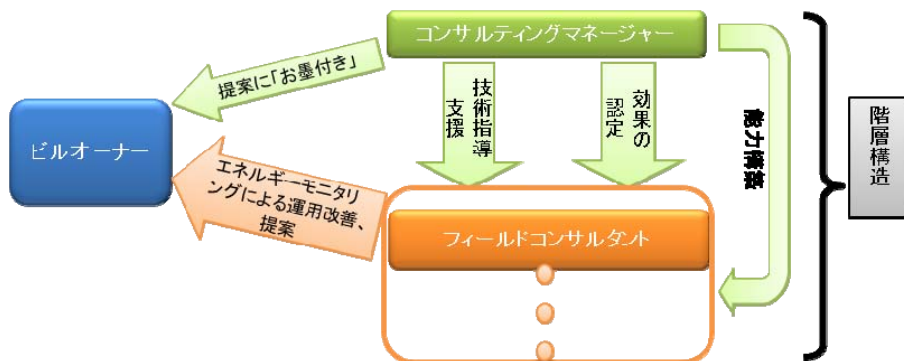 コンサルティングマネージャー
提案に「お墨付き」
技術指導
支援
効果の
認定
能力構築
階層構造
ビルオーナー
エネルギーモニタリ
ングによる運用改善、
提案
フィールドコンサルタント